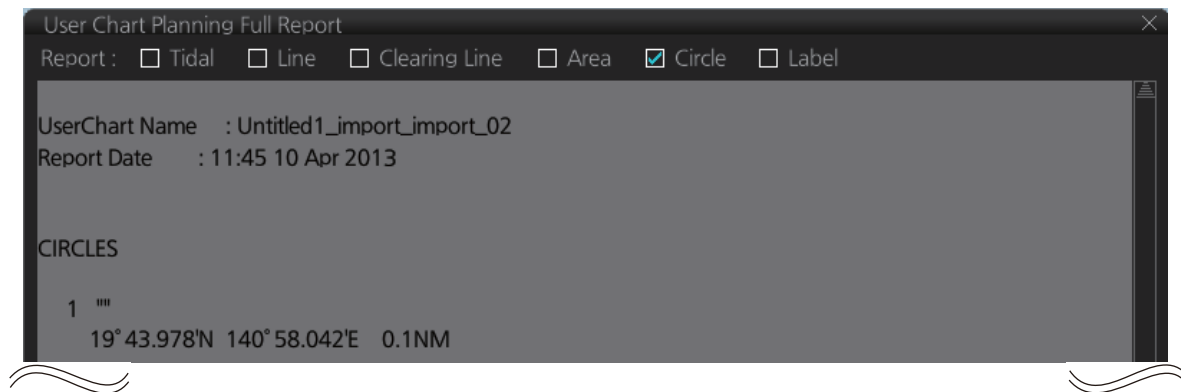 User Chart Planning Full Report
Report : Tidal Line Clearing Line Area Circle Label
UserChart Name : Untitled1_import_import_02
Report Date : 11:45 10 Apr 2013
CIRCLES
1 ""
19°43.978'N 140°58.042'E 0.1NM